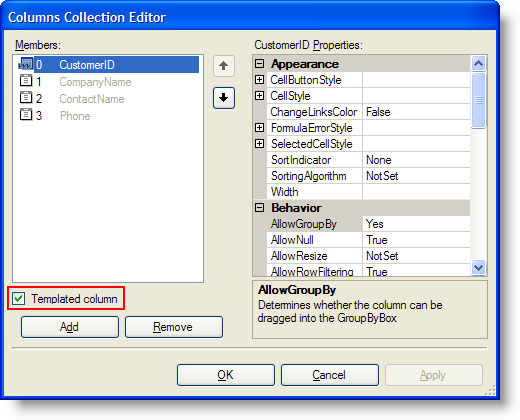 Columns Collection Editor
Members:
0 CustomerID
1 CompanyName
2 ContactName
3 Phone
Templated column
Add Remove
CustomerID Properties:
Appearance
CellButtonStyle
CellStyle
ChangeLinksColor False
FormulaErrorStyle
SelectedCellStyle
SortIndicator None
SortingAlgorithm NotSet
Width
Behavior
AllowGroupBy Yes
AllowNull True
AllowResize NotSet
AllowRowFiltering True
AllowGroupBy
Determines whether the column can be
dragged into the GroupByBox
OK Cancel Apply